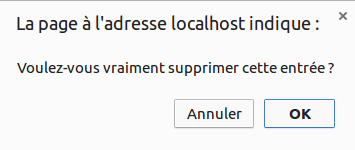 La page à l'adresse localhost indique :
Voulez-vous vraiment supprimer cette entrée ?
Annuler
OK